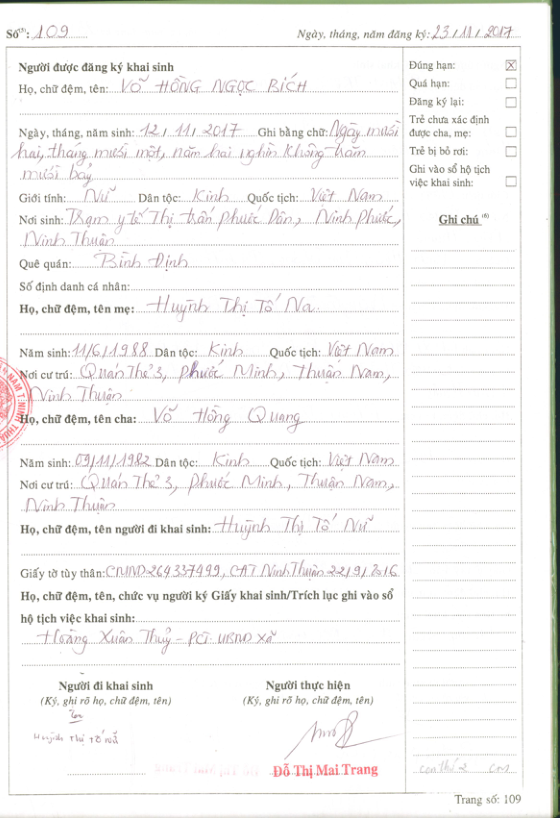 Số⁽⁵⁾: 109 Ngày, tháng, năm đăng ký: 23/11/2017
Người được đăng ký khai sinh
Họ, chữ đệm, tên: VÕ HỒNG NGỌC BÍCH
Ngày, tháng, năm sinh: 12/11/2017 Ghi bằng chữ: Ngày mười
hai, tháng mười một, năm hai nghìn không trăm
mười bảy
Giới tính: Nữ Dân tộc: Kinh Quốc tịch: Việt Nam
Nơi sinh: Trạm y tế Thị trấn Phước Dân, Ninh Phước,
Ninh Thuận
Quê quán: Bình Định
Số định danh cá nhân:
Họ, chữ đệm, tên mẹ: Huỳnh Thị Tố Na
Năm sinh: 11/6/1988 Dân tộc: Kinh Quốc tịch: Việt Nam
Nơi cư trú: Quán Thẻ 3, Phước Minh, Thuận Nam,
Ninh Thuận
Họ, chữ đệm, tên cha: Võ Hồng Quang
Năm sinh: 09/11/1982 Dân tộc: Kinh Quốc tịch: Việt Nam
Nơi cư trú: Quán Thẻ 3, Phước Minh, Thuận Nam,
Ninh Thuận
Họ, chữ đệm, tên người đi khai sinh: Huỳnh Thị Tố Nữ
Giấy tờ tùy thân: CMND 264337499, CAT Ninh Thuận 22/9/2016
Họ, chữ đệm, tên, chức vụ người ký Giấy khai sinh/Trích lục ghi vào sổ
hộ tịch việc khai sinh:
Hoàng Xuân Thuỷ - PCT UBND xã
Người đi khai sinh
(Ký, ghi rõ họ, chữ đệm, tên)
Huỳnh Thị Tố Nữ
Người thực hiện
(Ký, ghi rõ họ, chữ đệm, tên)
Đỗ Thị Mai Trang
Đúng hạn: X
Quá hạn:
Đăng ký lại:
Trẻ chưa xác định
được cha, mẹ:
Trẻ bị bỏ rơi:
Ghi vào sổ hộ tịch
việc khai sinh:
Ghi chú ⁽⁶⁾
con thứ 2
Trang số: 109